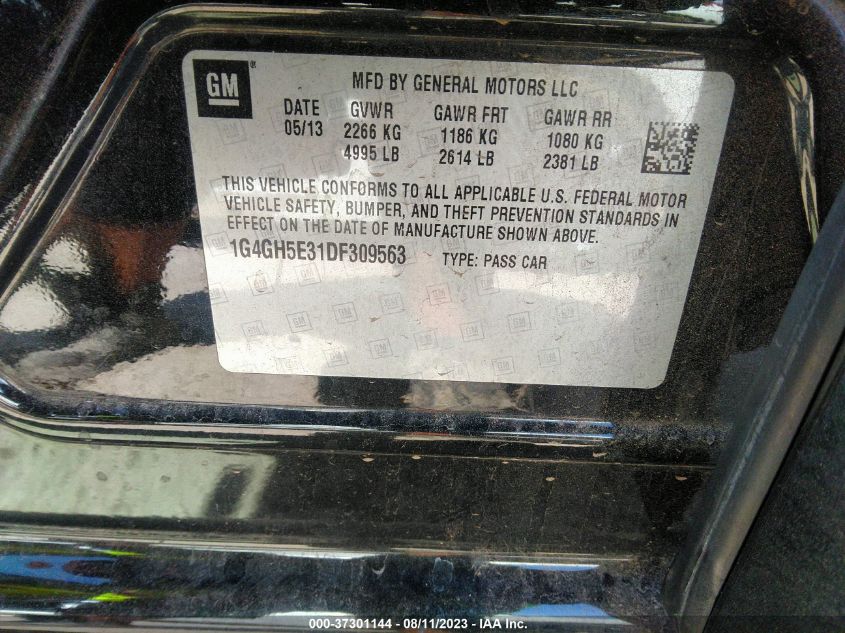 GM ® MFD BY GENERAL MOTORS LLC
DATE GVWR GAWR FRT GAWR RR
05/13 2266 KG 1186 KG 1080 KG
4995 LB 2614 LB 2381 LB
THIS VEHICLE CONFORMS TO ALL APPLICABLE U.S. FEDERAL MOTOR
VEHICLE SAFETY, BUMPER, AND THEFT PREVENTION STANDARDS IN
EFFECT ON THE DATE OF MANUFACTURE SHOWN ABOVE.
1G4GH5E31DF309563 TYPE: PASS CAR
000-37301144 - 08/11/2023 - IAA Inc.